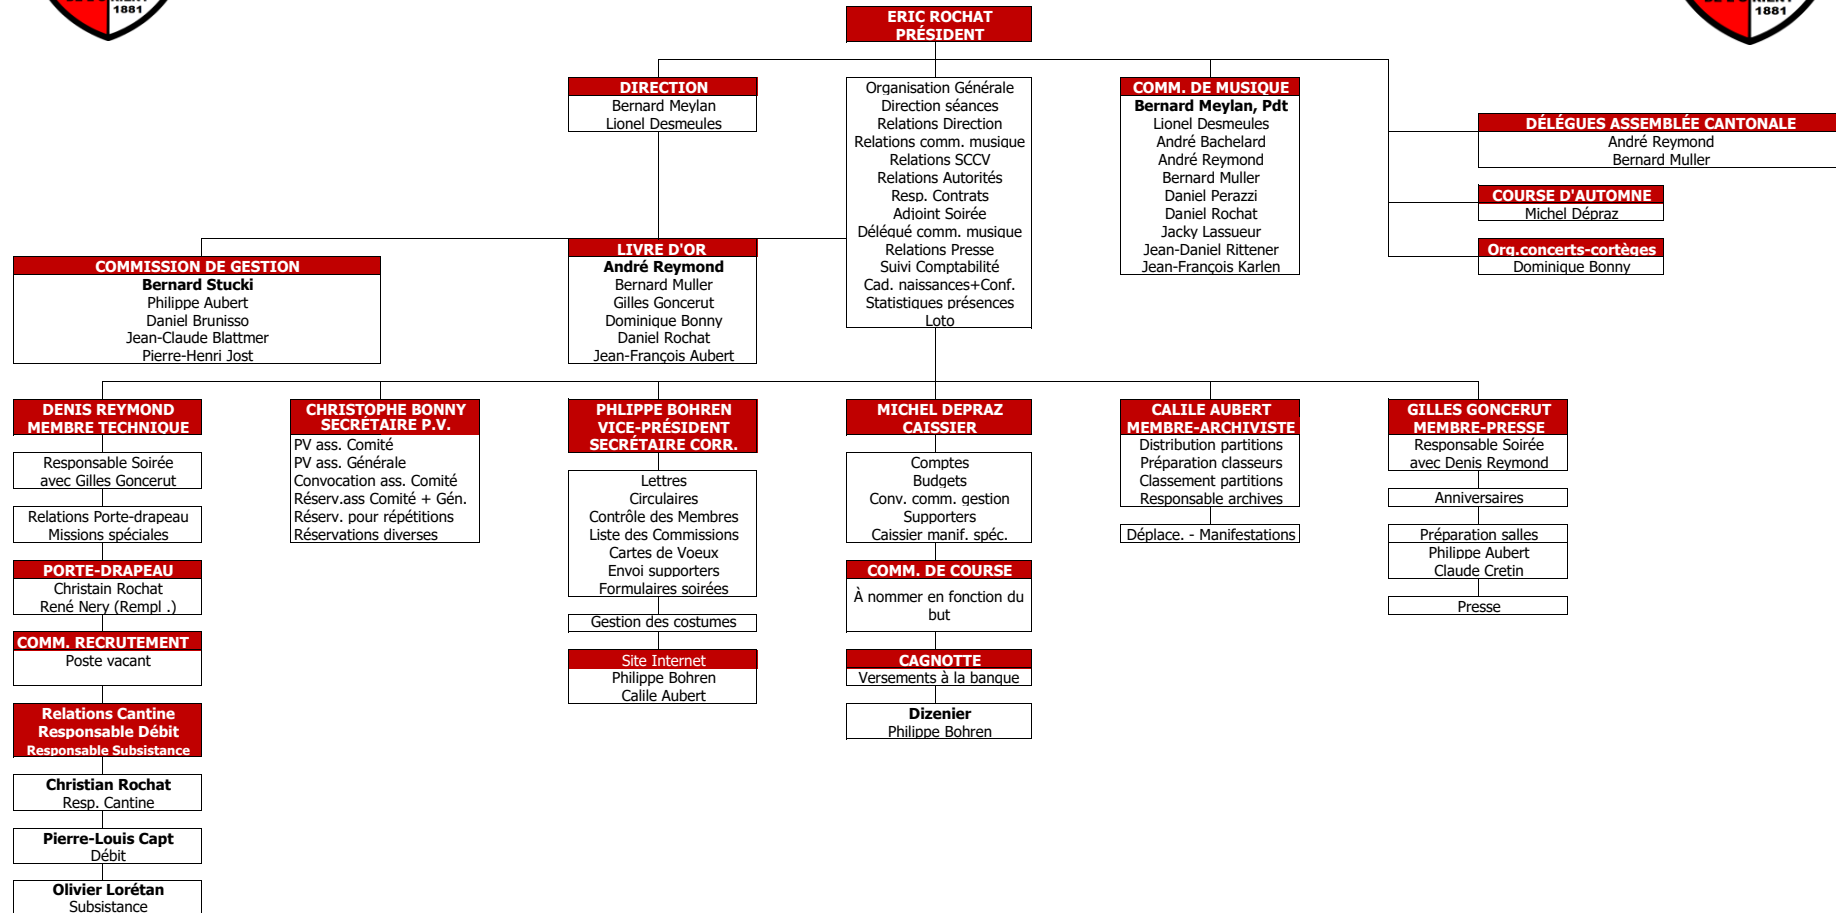 1881
1881
ERIC ROCHAT
PRÉSIDENT
DIRECTION
Bernard Meylan
Lionel Desmeules
Organisation Générale
Direction séances
Relations Direction
Relations comm. musique
Relations SCCV
Relations Autorités
Resp. Contrats
Adjoint Soirée
Délégué comm. musique
Relations Presse
Suivi Comptabilité
Cad. naissances+Conf.
Statistiques présences
Loto
COMM. DE MUSIQUE
Bernard Meylan, Pdt
Lionel Desmeules
André Bachelard
André Reymond
Bernard Muller
Daniel Perazzi
Daniel Rochat
Jacky Lassueur
Jean-Daniel Rittener
Jean-François Karlen
DÉLÉGUES ASSEMBLÉE CANTONALE
André Reymond
Bernard Muller
COURSE D'AUTOMNE
Michel Dépraz
Org.concerts-cortèges
Dominique Bonny
COMMISSION DE GESTION
Bernard Stucki
Philippe Aubert
Daniel Brunisso
Jean-Claude Blattmer
Pierre-Henri Jost
LIVRE D'OR
André Reymond
Bernard Muller
Gilles Goncerut
Dominique Bonny
Daniel Rochat
Jean-François Aubert
DENIS REYMOND
MEMBRE TECHNIQUE
Responsable Soirée
avec Gilles Goncerut
Relations Porte-drapeau
Missions spéciales
PORTE-DRAPEAU
Christain Rochat
René Nery (Rempl .)
COMM. RECRUTEMENT
Poste vacant
Relations Cantine
Responsable Débit
Responsable Subsistance
Christian Rochat
Resp. Cantine
Pierre-Louis Capt
Débit
Olivier Lorétan
Subsistance
CHRISTOPHE BONNY
SECRÉTAIRE P.V.
PV ass. Comité
PV ass. Générale
Convocation ass. Comité
Réserv.ass Comité + Gén.
Réserv. pour répétitions
Réservations diverses
PHLIPPE BOHREN
VICE-PRÉSIDENT
SECRÉTAIRE CORR.
Lettres
Circulaires
Contrôle des Membres
Liste des Commissions
Cartes de Voeux
Envoi supporters
Formulaires soirées
Gestion des costumes
Site Internet
Philippe Bohren
Calile Aubert
MICHEL DEPRAZ
CAISSIER
Comptes
Budgets
Conv. comm. gestion
Supporters
Caissier manif. spéc.
COMM. DE COURSE
À nommer en fonction du
but
CAGNOTTE
Versements à la banque
Dizenier
Philippe Bohren
CALILE AUBERT
MEMBRE-ARCHIVISTE
Distribution partitions
Préparation classeurs
Classement partitions
Responsable archives
Déplace. - Manifestations
GILLES GONCERUT
MEMBRE-PRESSE
Responsable Soirée
avec Denis Reymond
Anniversaires
Préparation salles
Philippe Aubert
Claude Cretin
Presse